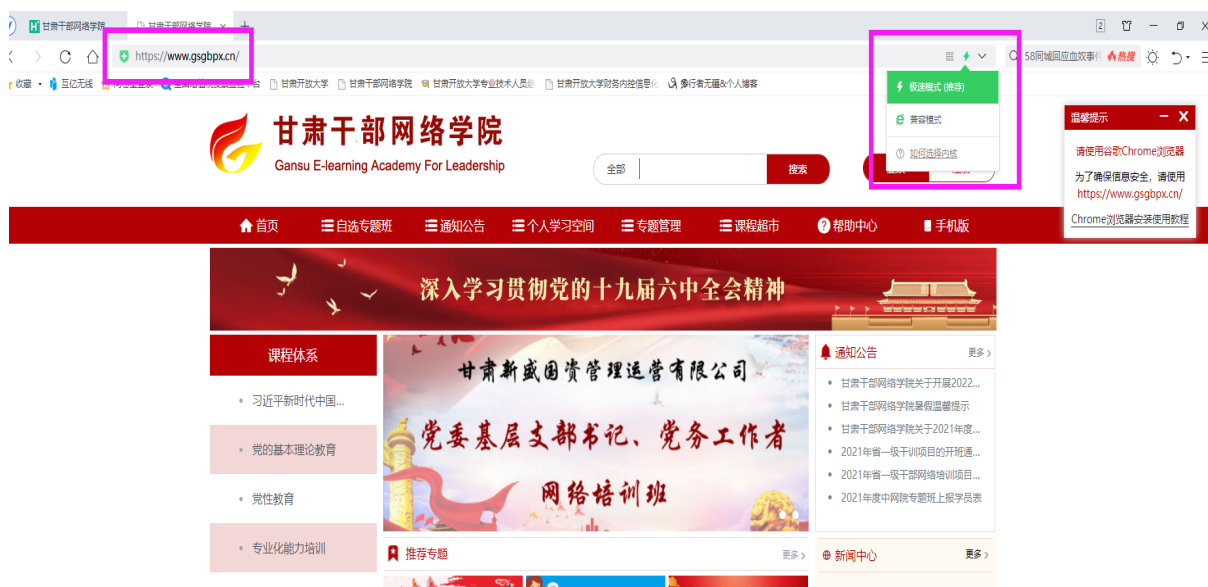 甘肃干部网络学院
甘肃干部网络学院
2
https://www.gsgbpx.cn/
58同城回应血奴事件 热搜
收藏 互亿无线
甘肃开放大学 甘肃干部网络学院 甘肃开放大学专业技术人员 甘肃开放大学财务内控信息化
极速模式 (推荐)
兼容模式
如何选择内核
甘肃干部网络学院
Gansu E-learning Academy For Leadership
全部
搜索
温馨提示
请使用谷歌Chrome浏览器
为了确保信息安全，请使用
https://www.gsgbpx.cn/
Chrome浏览器安装使用教程
首页 自选专题班 通知公告 个人学习空间 专题管理 课程超市 帮助中心 手机版
深入学习贯彻党的十九届六中全会精神
课程体系
习近平新时代中国...
党的基本理论教育
党性教育
专业化能力培训
甘肃新盛国资管理运营有限公司
党委基层支部书记、党务工作者
网络培训班
通知公告 更多
甘肃干部网络学院关于开展2022...
甘肃干部网络学院暑假温馨提示
甘肃干部网络学院关于2021年度...
2021年省一级干训项目的开班通...
2021年省一级干部网络培训项目...
2021年度中网院专题班上报学员表
推荐专题 更多
新闻中心 更多